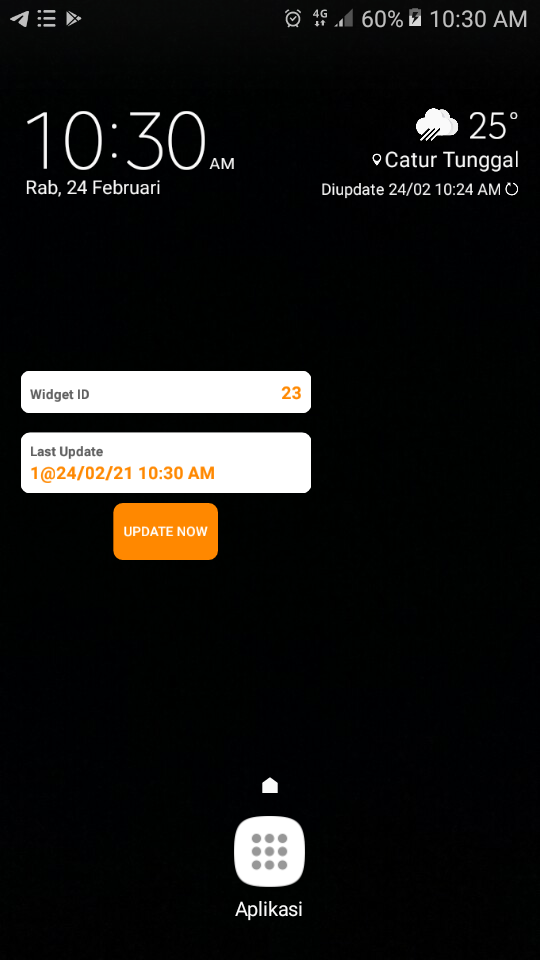 4G 60% 10:30 AM
10:30 AM
Rab, 24 Februari
25°
Catur Tunggal
Diupdate 24/02 10:24 AM
Widget ID 23
Last Update
1@24/02/21 10:30 AM
UPDATE NOW
Aplikasi